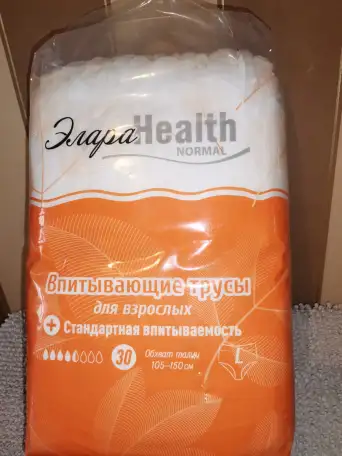 Элара Health
NORMAL
Впитывающие трусы
для взрослых
+ Стандартная впитываемость
30
Обхват талии
105-150 см
L